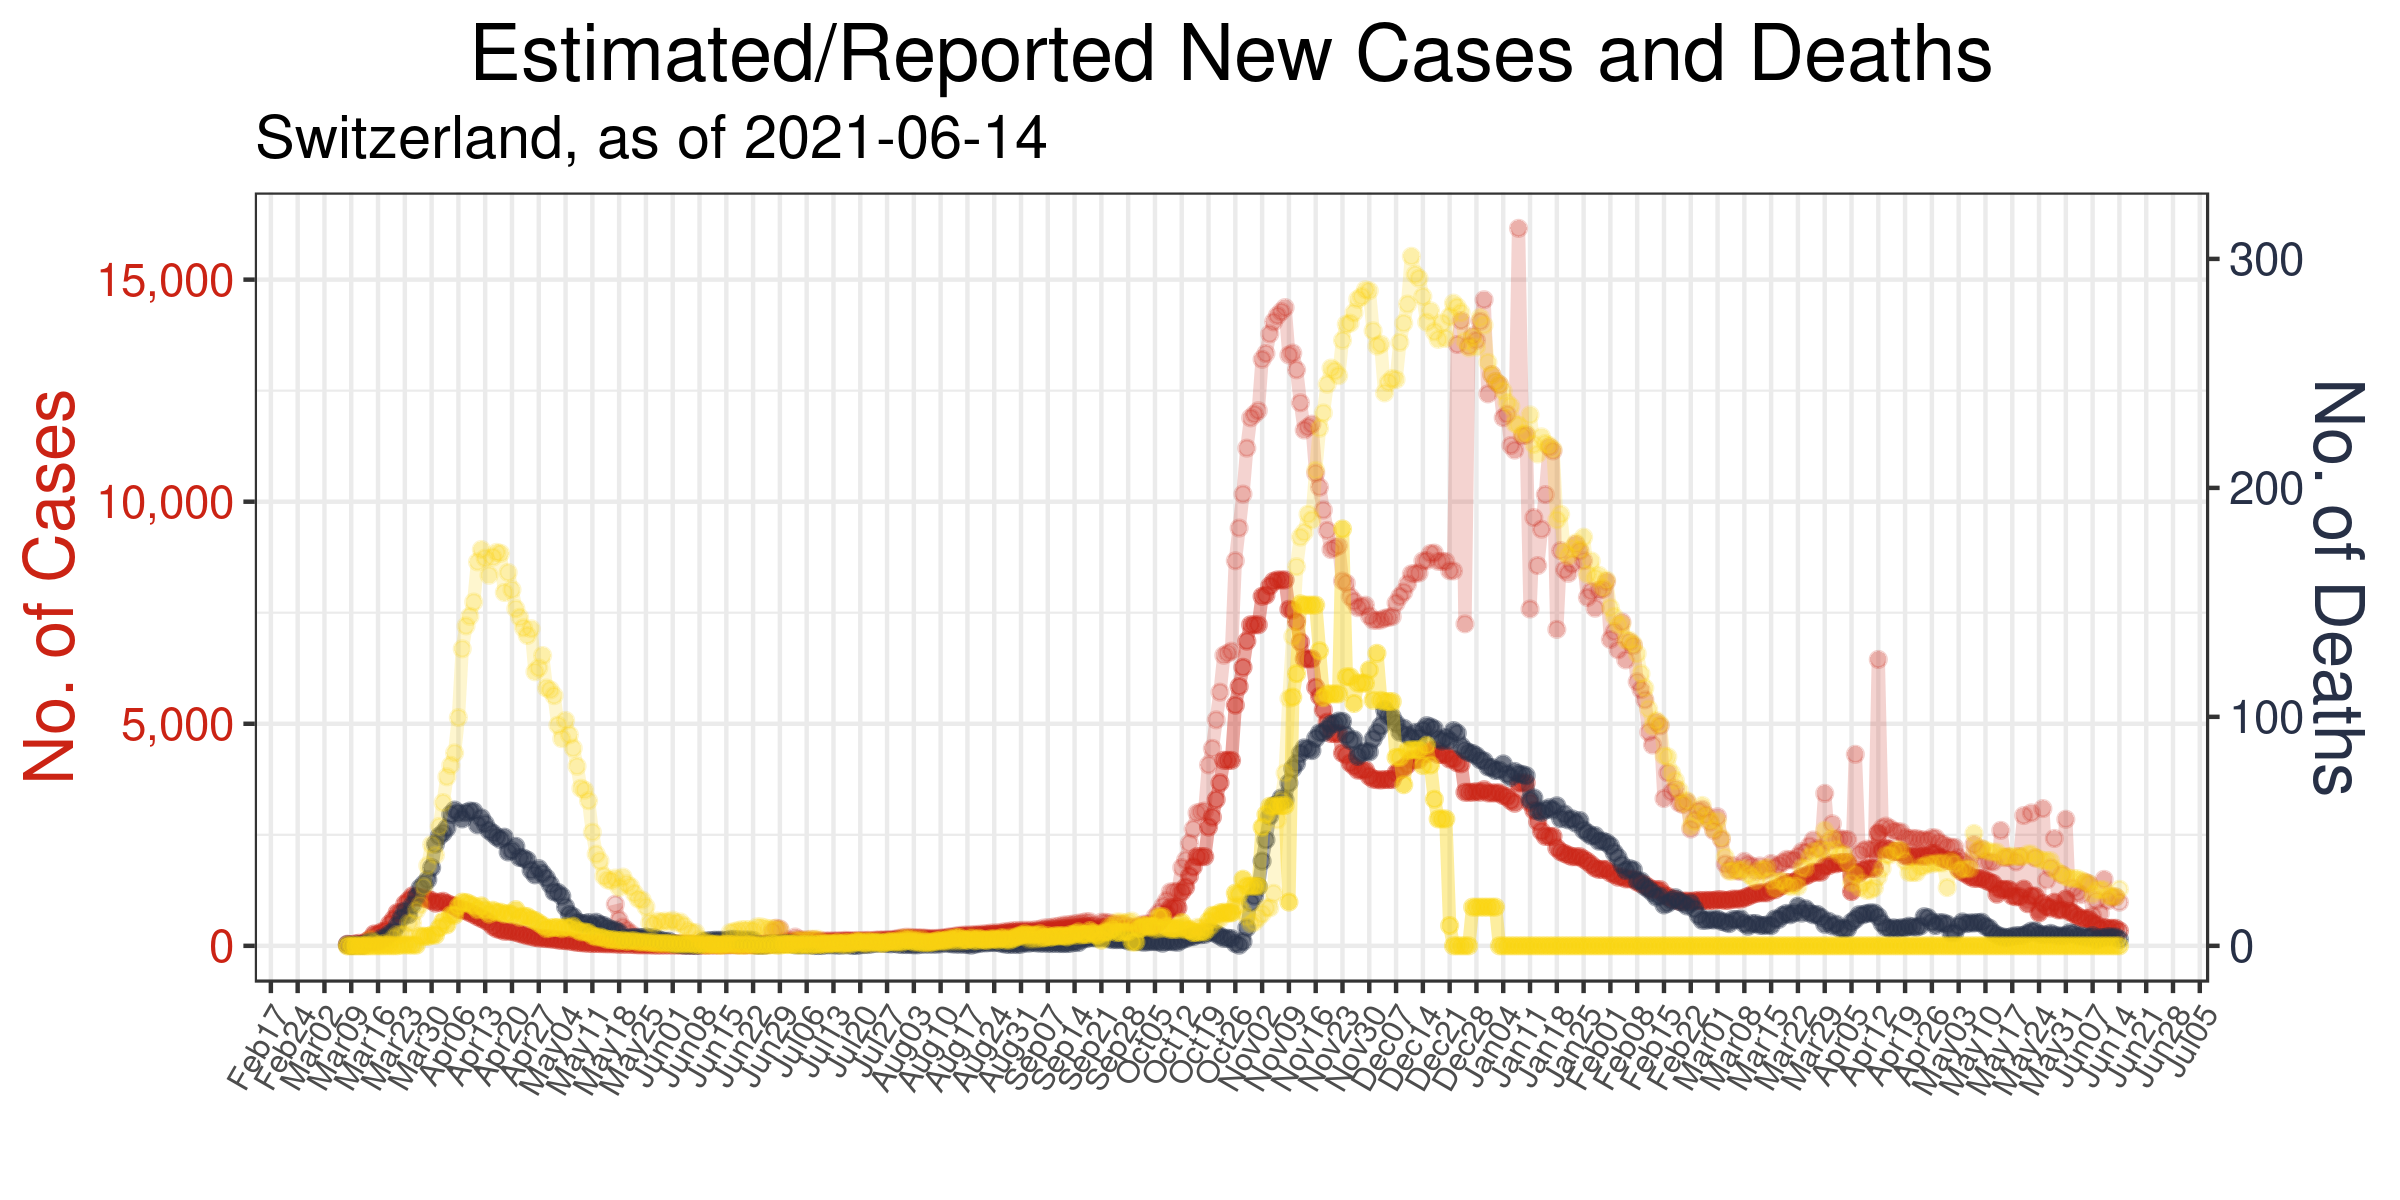 Estimated/Reported New Cases and Deaths
Switzerland, as of 2021-06-14
No. of Cases
15,000
10,000
5,000
0
300
200
100
0
No. of Deaths
Feb17
Feb24
Mar02
Mar09
Mar16
Mar23
Mar30
Apr06
Apr13
Apr20
Apr27
May04
May11
May18
May25
Jun01
Jun08
Jun15
Jun22
Jun29
Jul06
Jul13
Jul20
Jul27
Aug03
Aug10
Aug17
Aug24
Aug31
Sep07
Sep14
Sep21
Sep28
Oct05
Oct12
Oct19
Oct26
Nov02
Nov09
Nov16
Nov23
Nov30
Dec07
Dec14
Dec21
Dec28
Dec04
Jan11
Jan18
Jan25
Feb01
Feb08
Feb15
Feb22
Mar01
Mar08
Mar15
Mar22
Mar29
Apr05
Apr12
Apr19
Apr26
May03
May10
May17
May24
May31
Jun07
Jun14
Jun21
Jun28
Jul05